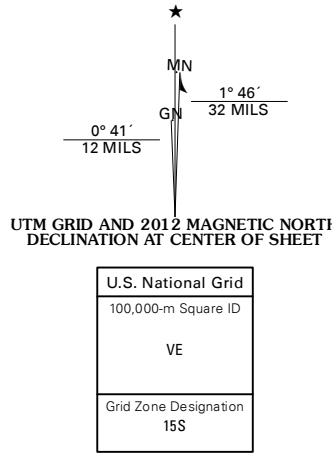 ★
MN
1° 46´
GN
32 MILS
0° 41´
12 MILS
UTM GRID AND 2012 MAGNETIC NORTH
DECLINATION AT CENTER OF SHEET
U.S. National Grid
100,000-m Square ID
VE
Grid Zone Designation
15S